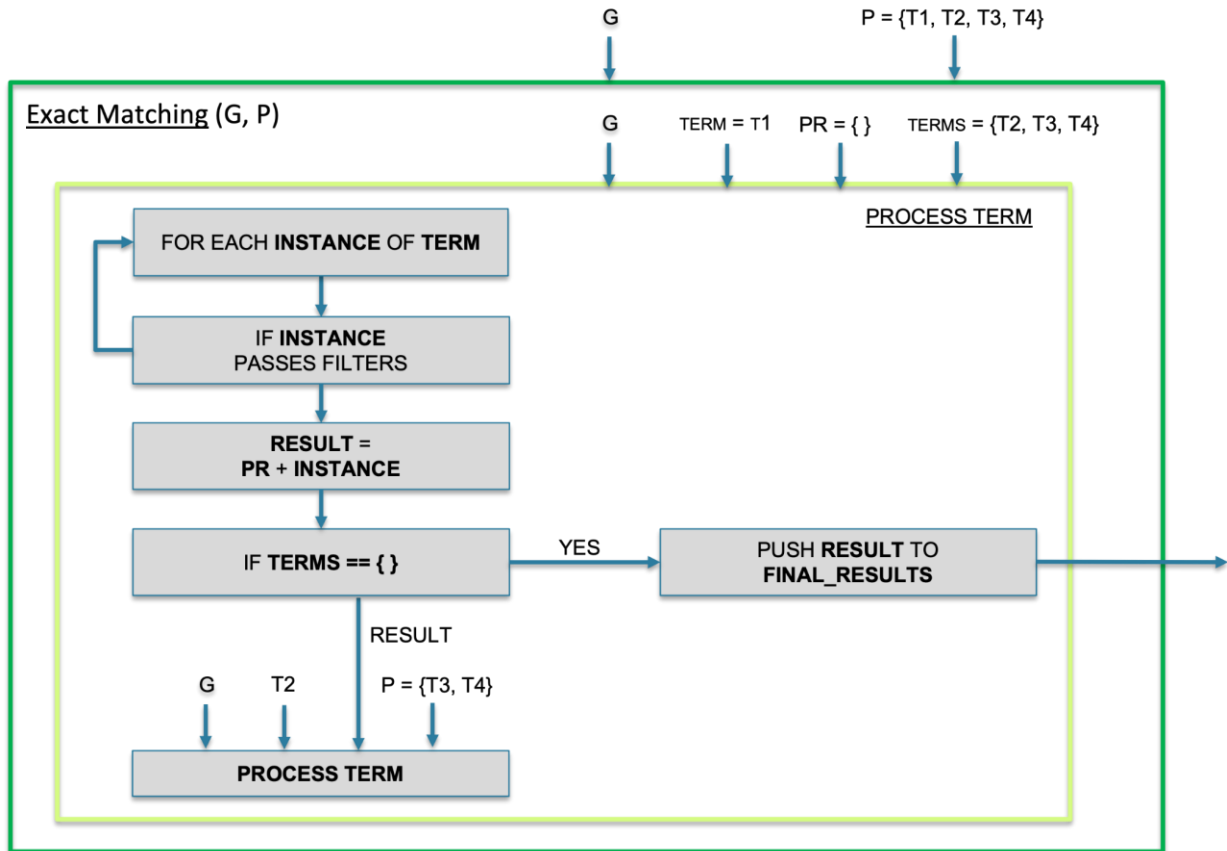 G
P = {T1, T2, T3, T4}
Exact Matching (G, P)
G
TERM = T1
PR = { }
TERMS = {T2, T3, T4}
PROCESS TERM
FOR EACH INSTANCE OF TERM
IF INSTANCE
PASSES FILTERS
RESULT =
PR + INSTANCE
IF TERMS == { }
YES
PUSH RESULT TO
FINAL_RESULTS
RESULT
G
T2
P = {T3, T4}
PROCESS TERM